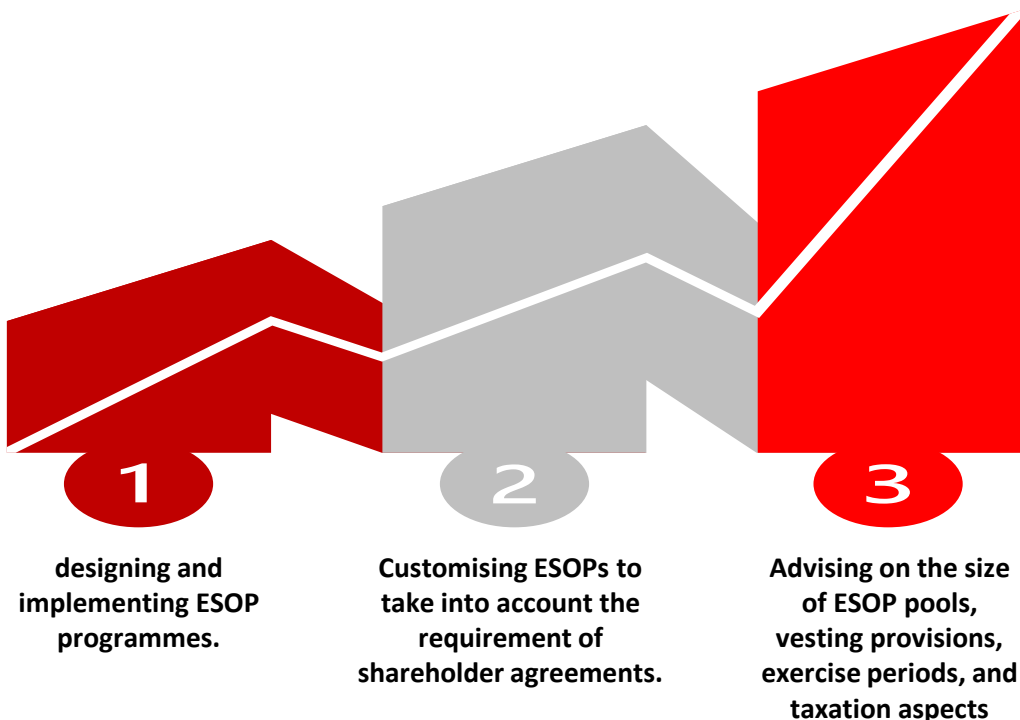 1
designing and
implementing ESOP
programmes.
2
Customising ESOPs to
take into account the
requirement of
shareholder agreements.
3
Advising on the size
of ESOP pools,
vesting provisions,
exercise periods, and
taxation aspects